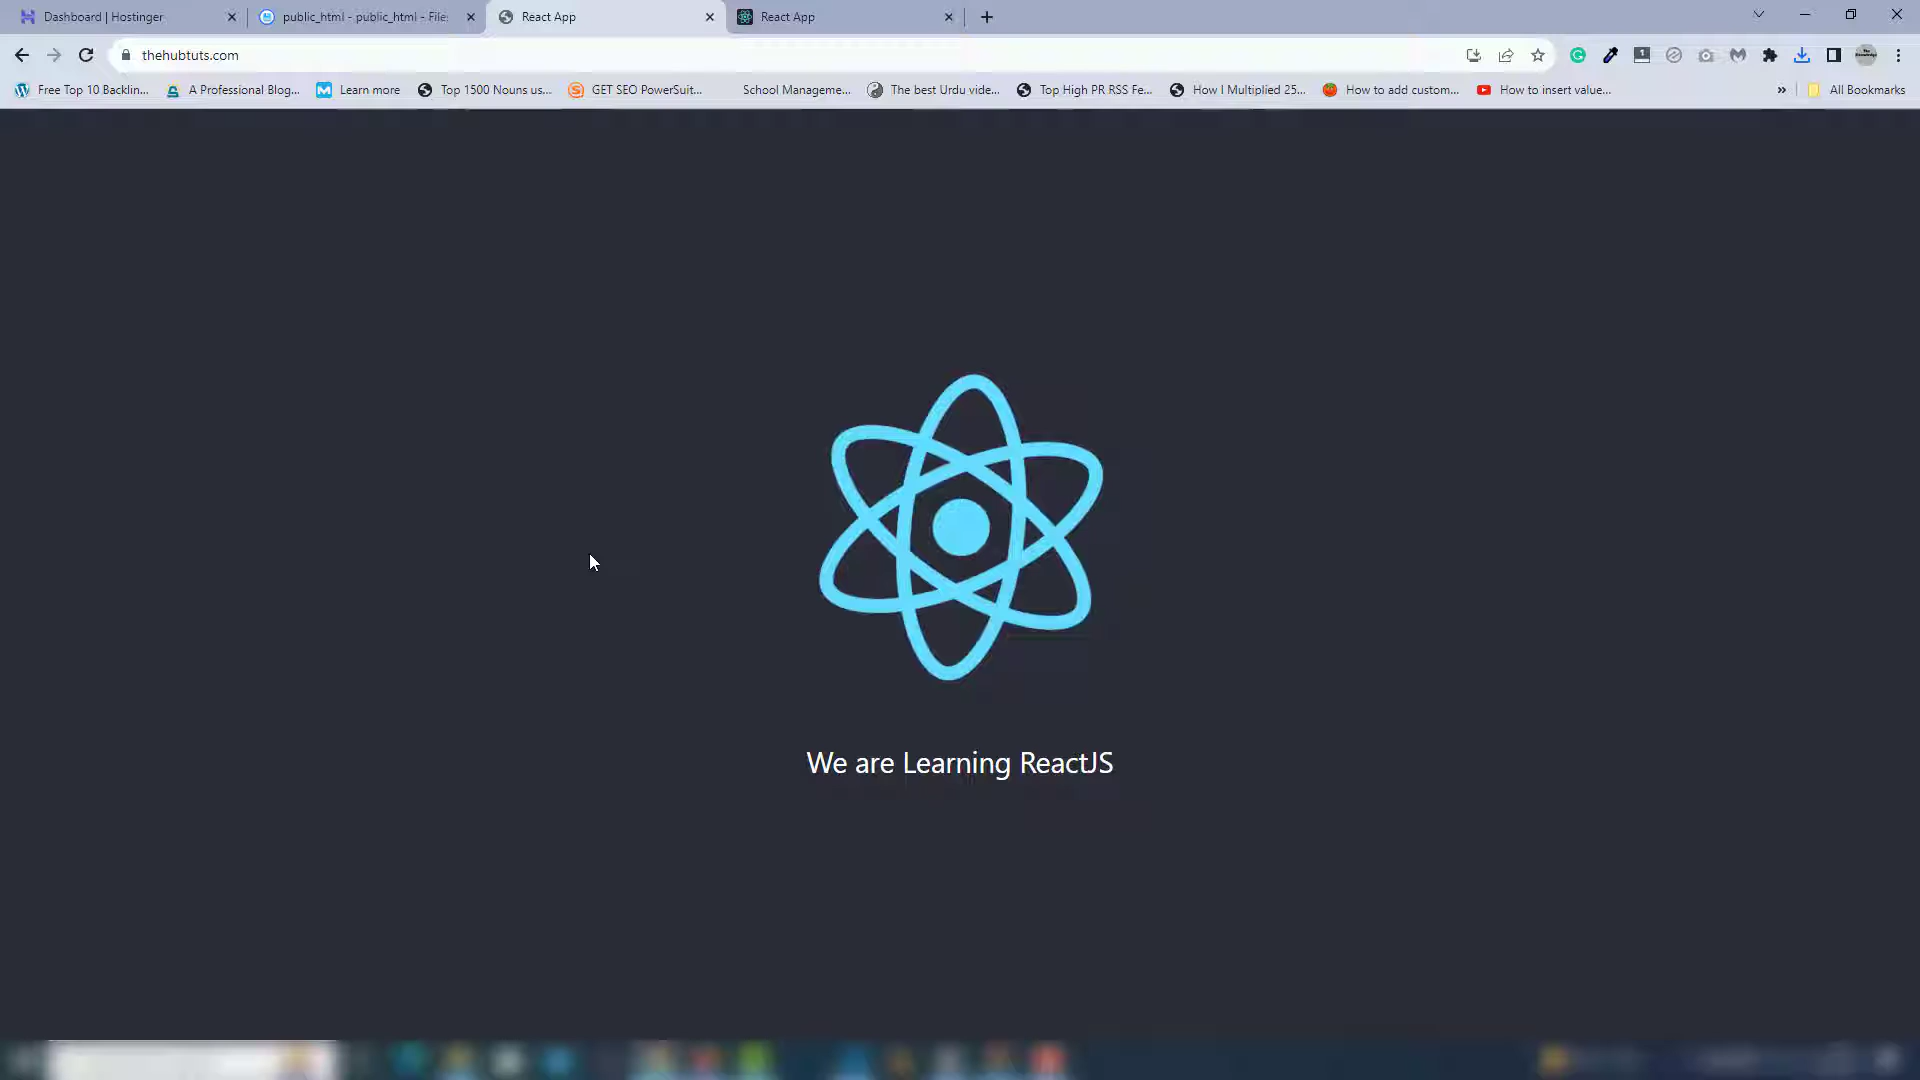 Dashboard | Hostinger
public_html - public_html - File:
React App
React App
thehubtuts.com
Free Top 10 Backlin...
A Professional Blog...
Learn more
Top 1500 Nouns us...
GET SEO PowerSuit...
School Manageme...
The best Urdu vide...
Top High PR RSS Fe...
How I Multiplied 25...
How to add custom...
How to insert value...
All Bookmarks
We are Learning ReactJS